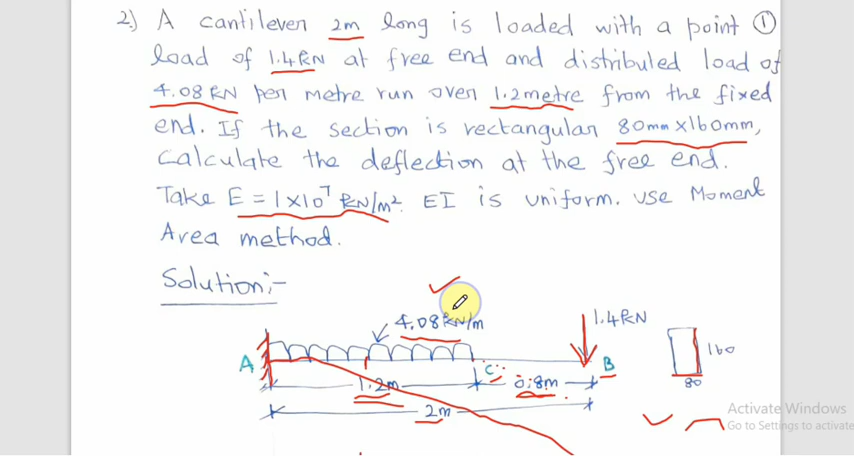 2) A cantilever 2m long is loaded with a point ①
load of 1.4KN at free end and distributed load of
4.08 KN per metre run over 1.2metre from the fixed
end. If the section is rectangular 80mm x160mm,
Calculate the deflection at the free end.
Take E = 1x10⁷ KN/m². EI is uniform. use Moment
Area method.
Solution:-
4.08KN/m
1.4KN
A
C
B
160
1.2m
0.8m
80
2m
Activate Windows
Go to Settings to activate